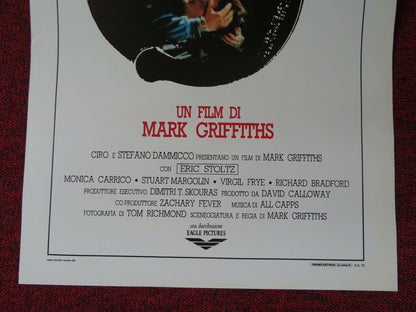 UN FILM DI
MARK GRIFFITHS
CIRO E STEFANO DAMMICCO PRESENTANO UN FILM DI MARK GRIFFITHS
CON ERIC STOLTZ
MONICA CARRICO • STUART MARGOLIN • VIRGIL FRYE • RICHARD BRADFORD
PRODUTTORE ESECUTIVO DIMITRI T. SKOURAS PRODOTTO DA DAVID CALLOWAY
CO PRODUTTORE ZACHARY FEVER MUSICA DI ALL CAPPS
FOTOGRAFIA DI TOM RICHMOND SCENEGGIATURA E REGIA DI MARK GRIFFITHS
una distribuzione
EAGLE PICTURES